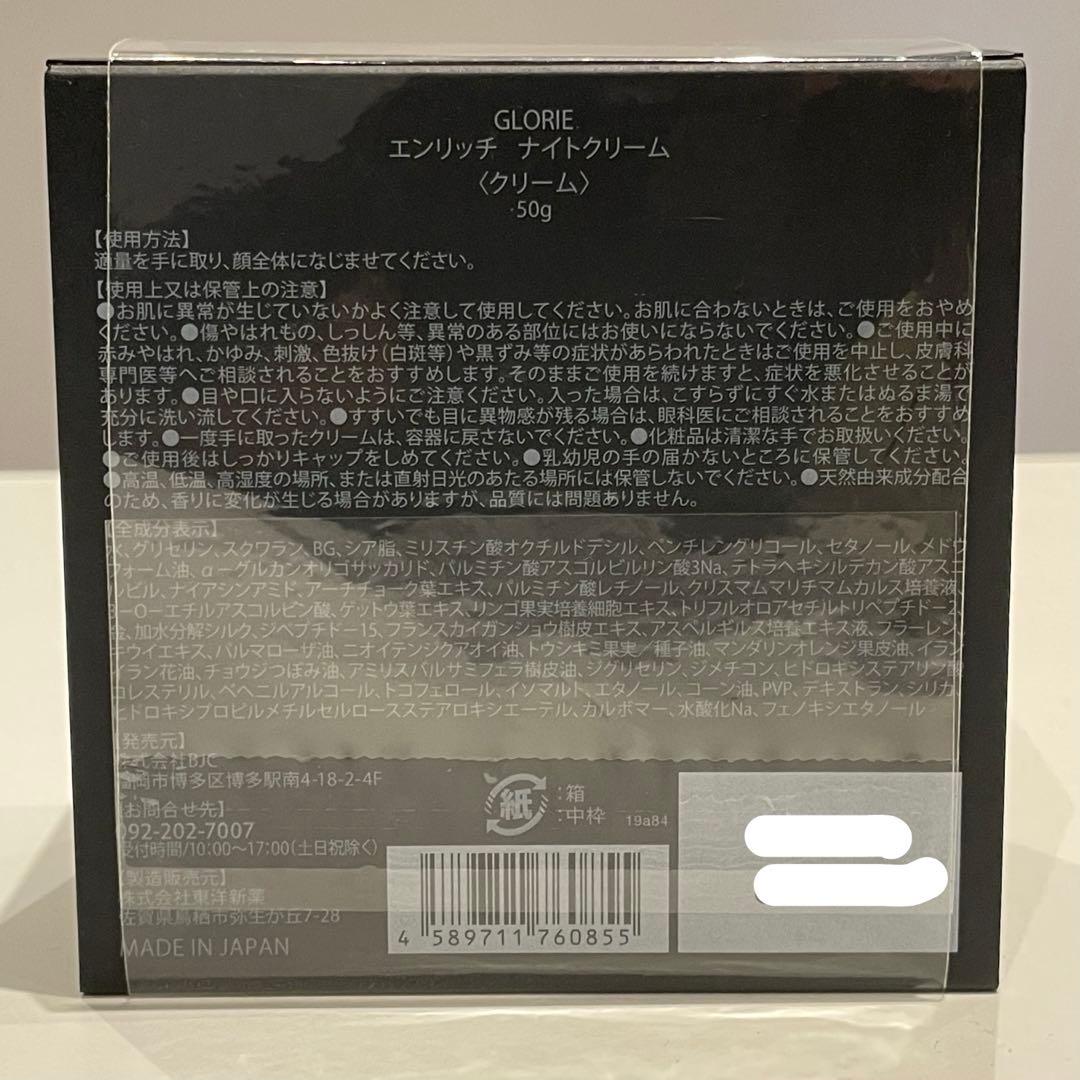 GLORIE
エンリッチ ナイトクリーム
〈クリーム〉
50g
【使用方法】
適量を手に取り、顔全体になじませてください。
【使用上又は保管上の注意】
●お肌に異常が生じていないかよく注意して使用してください。お肌に合わないときは、ご使用をおやめ
ください。●傷やはれもの、しっしん等、異常のある部位にはお使いにならないでください。●ご使用中に
赤みやはれ、かゆみ、刺激、色抜け(白斑等)や黒ずみ等の症状があらわれたときはご使用を中止し、皮膚科
専門医等へご相談されることをおすすめします。そのままご使用を続けますと、症状を悪化させることが
あります。●目や口に入らないようにご注意ください。入った場合は、こすらずにすぐ水またはぬるま湯で
充分に洗い流してください。●すすいでも目に異物感が残る場合は、眼科医にご相談されることをおすすめ
します。●一度手に取ったクリームは、容器に戻さないでください。●化粧品は清潔な手でお取扱いください。
●ご使用後はしっかりキャップをしめてください。●乳幼児の手の届かないところに保管してください。
●高温、低温、高湿度の場所、または直射日光のあたる場所には保管しないでください。●天然由来成分配合
のため、香りに変化が生じる場合がありますが、品質には問題ありません。
【全成分表示】
水、グリセリン、スクワラン、BG、シア脂、ミリスチン酸オクチルドデシル、ペンチレングリコール、セタノール、メドウ
フォーム油、α-グルカンオリゴサッカリド、パルミチン酸アスコルビルリン酸3Na、テトラヘキシルデカン酸アスコ
ルビル、ナイアシンアミド、アーチチョーク葉エキス、パルミチン酸レチノール、クリスマムマリチマムカルス培養液、
3-O-エチルアスコルビン酸、ゲットウ葉エキス、リンゴ果実培養細胞エキス、トリフルオロアセチルトリペプチド-2、
金、加水分解シルク、ジペプチド-15、フランスカイガンショウ樹皮エキス、アスペルギルス培養エキス液、フラーレン、
チウイエキス、パルマローザ油、ニオイテンジクアオイ油、トウシキミ果実／種子油、マンダリンオレンジ果皮油、イラン
イラン花油、チョウジつぼみ油、アミリスバルサミフェラ樹皮油、ジグリセリン、ジメチコン、ヒドロキシステアリン酸
コレステリル、ベヘニルアルコール、トコフェロール、イソマルト、エタノール、コーン油、PVP、デキストラン、シリカ、
ヒドロキシプロピルメチルセルロースステアロキシエーテル、カルボマー、水酸化Na、フェノキシエタノール
【発売元】
株式会社BJC
福岡市博多区博多駅南4-18-2-4F
【お問合せ先】
092-202-7007
受付時間/10:00～17:00(土日祝除く)
【製造販売元】
株式会社東洋新薬
佐賀県鳥栖市弥生が丘7-28
MADE IN JAPAN
紙
:箱
:中枠
19a84
4 589711 760855